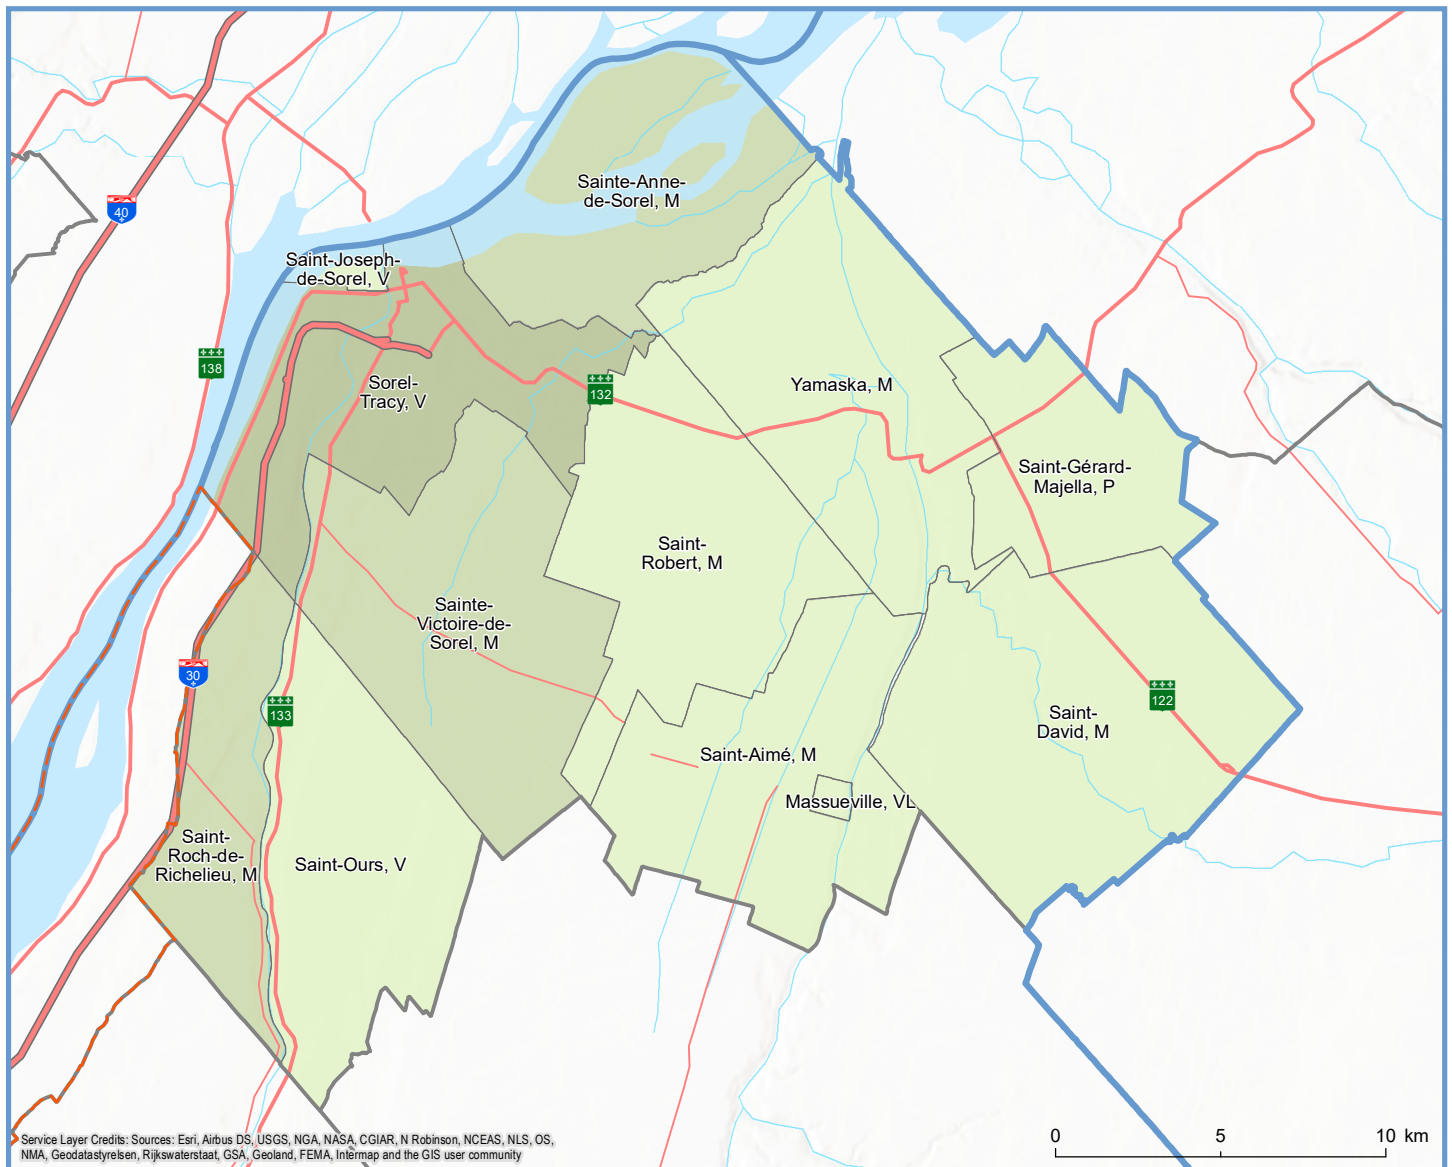 Sainte-Anne-
de-Sorel, M
40
Saint-Joseph-
de-Sorel, V
138
Sorel-
Tracy, V
132
Yamaska, M
Saint-Gérard-
Majella, P
Saint-
Robert, M
Sainte-
Victoire-de-
Sorel, M
30
133
122
Saint-
David, M
Saint-Aimé, M
Massueville, VL
Saint-
Roch-de-
Richelieu, M
Saint-Ours, V
0 5 10 km
Service Layer Credits: Sources: Esri, Airbus DS, USGS, NGA, NASA, CGIAR, N Robinson, NCEAS, NLS, OS,
NMA, Geodatastyrelsen, Rijkswaterstaat, GSA, Geoland, FEMA, Intermap and the GIS user community